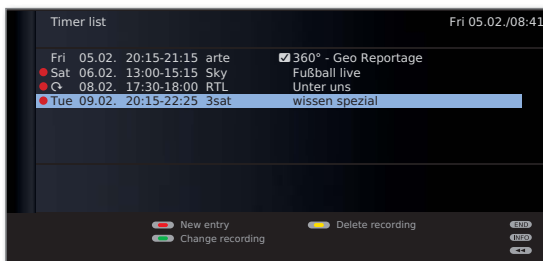 Timer list Fri 05.02./08:41
Fri 05.02. 20:15-21:15 arte 360° - Geo Reportage
Sat 06.02. 13:00-15:15 Sky Fußball live
08.02. 17:30-18:00 RTL Unter uns
Tue 09.02. 20:15-22:25 3sat wissen spezial
New entry Delete recording END
Change recording INFO